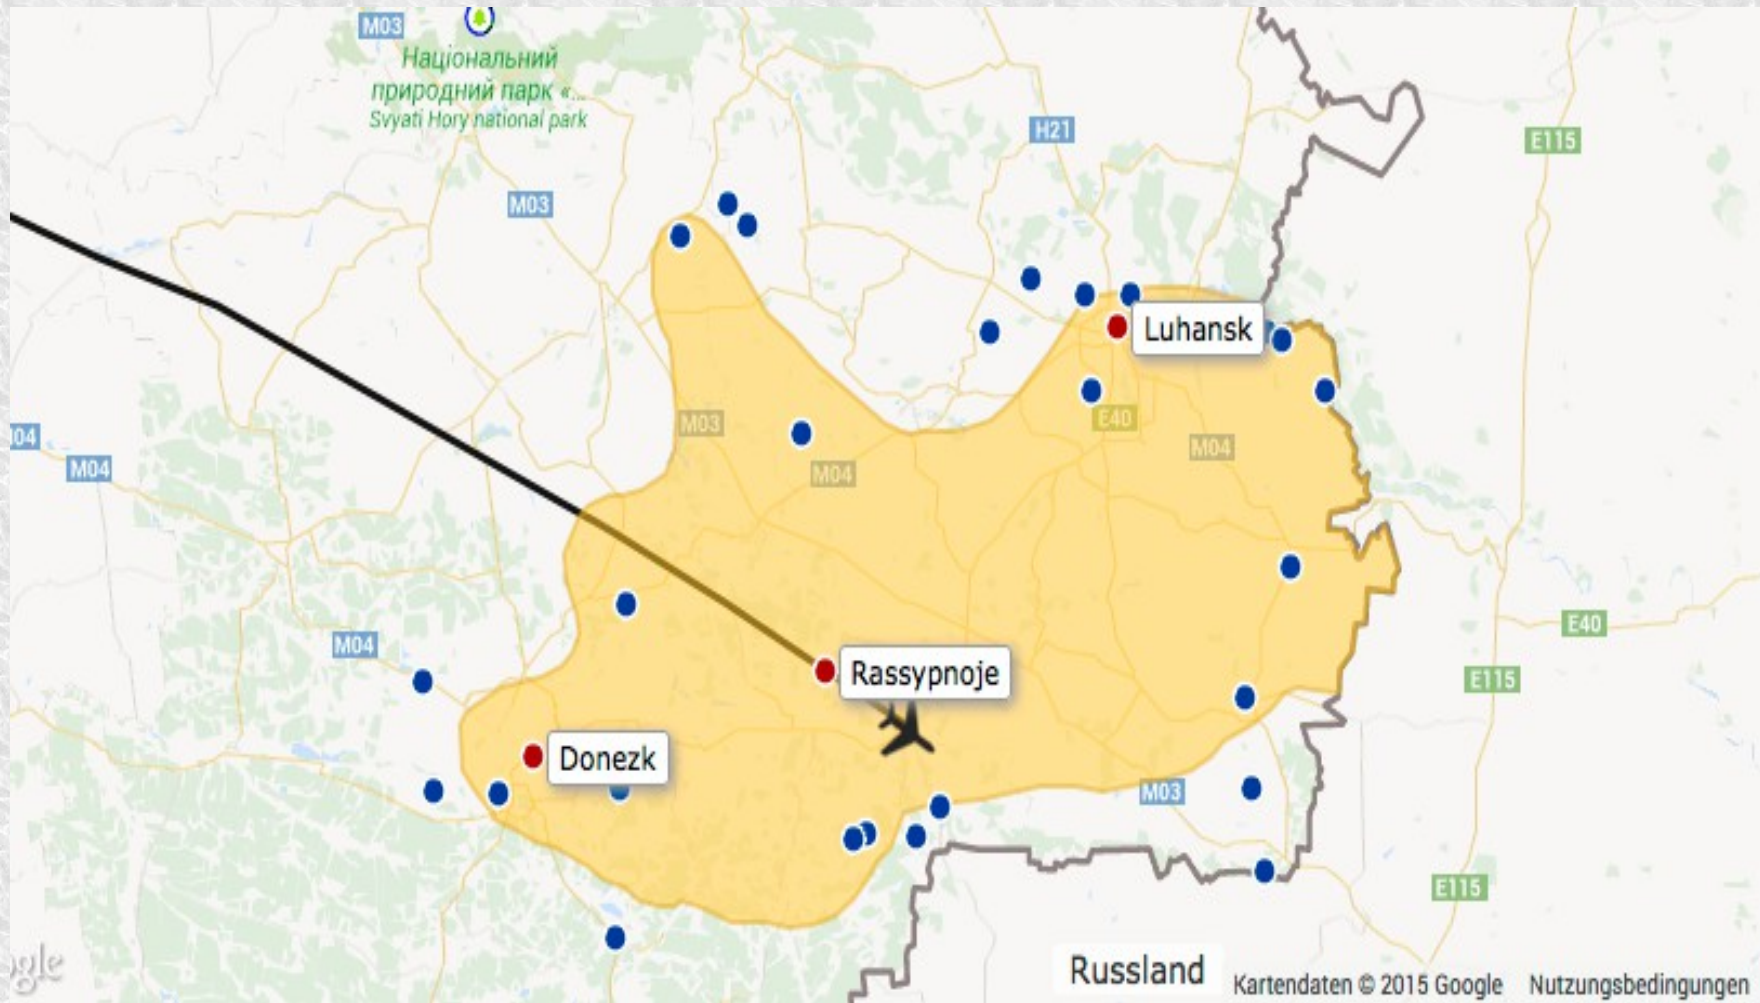 M03
Національний
природний парк «...
Svyati Hory national park
H21
E115
M03
Luhansk
M03
E40
04
M04
M04
M04
E40
M04
Rassypnoje
E115
Donezk
M03
E115
ogle
Russland
Kartendaten © 2015 Google
Nutzungsbedingungen